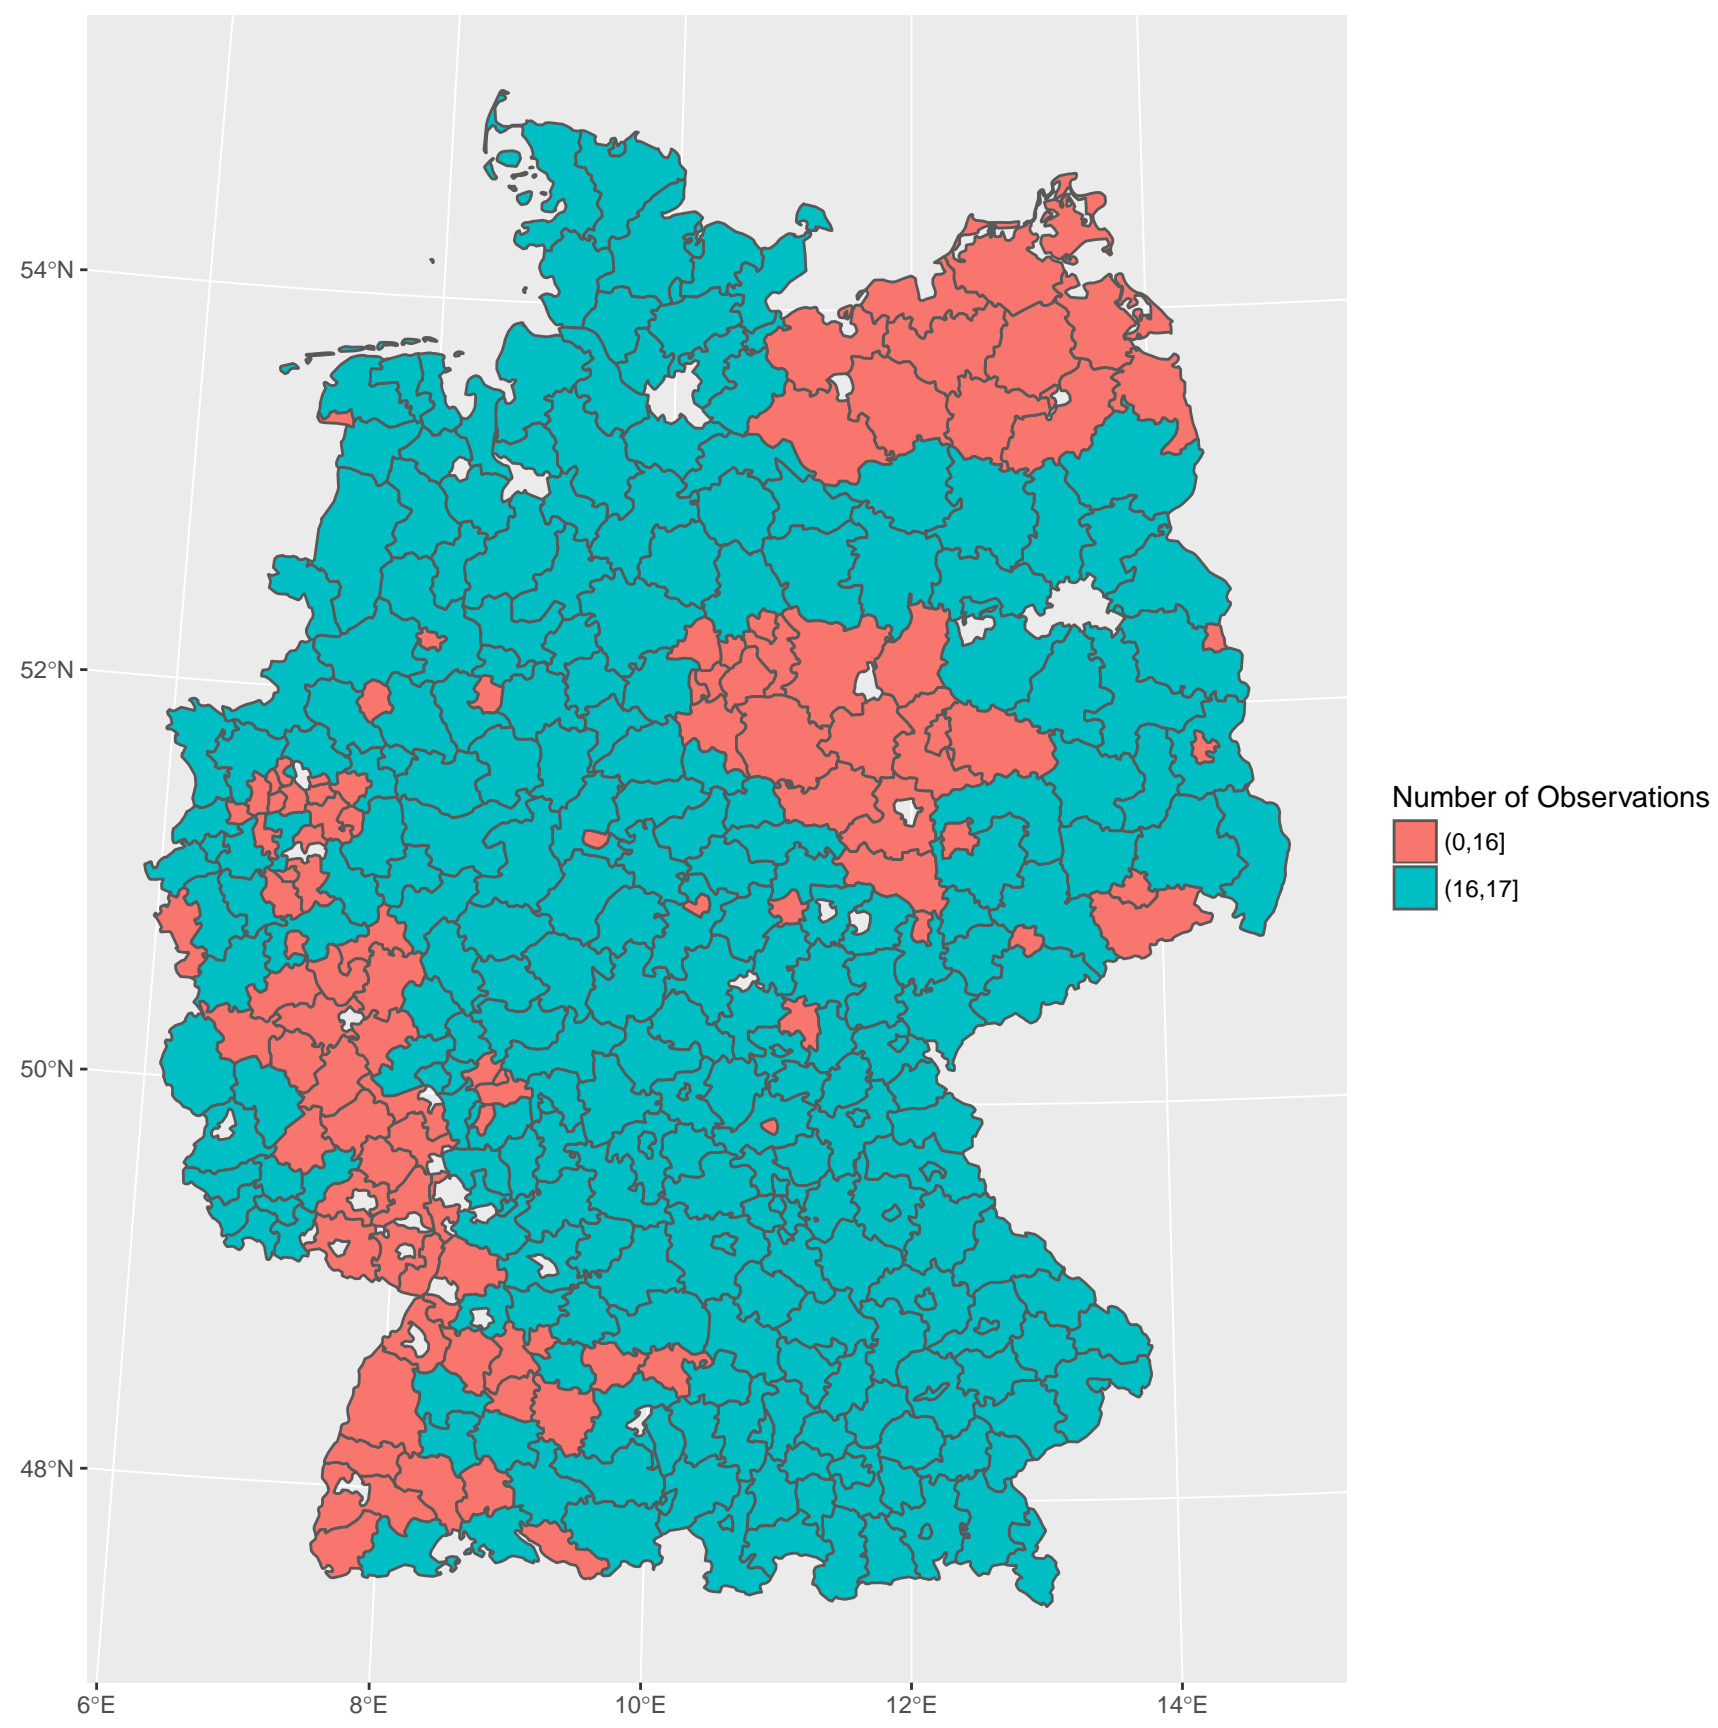 54°N
52°N
50°N
48°N
6°E
8°E
10°E
12°E
14°E
Number of Observations
(0,16]
(16,17]